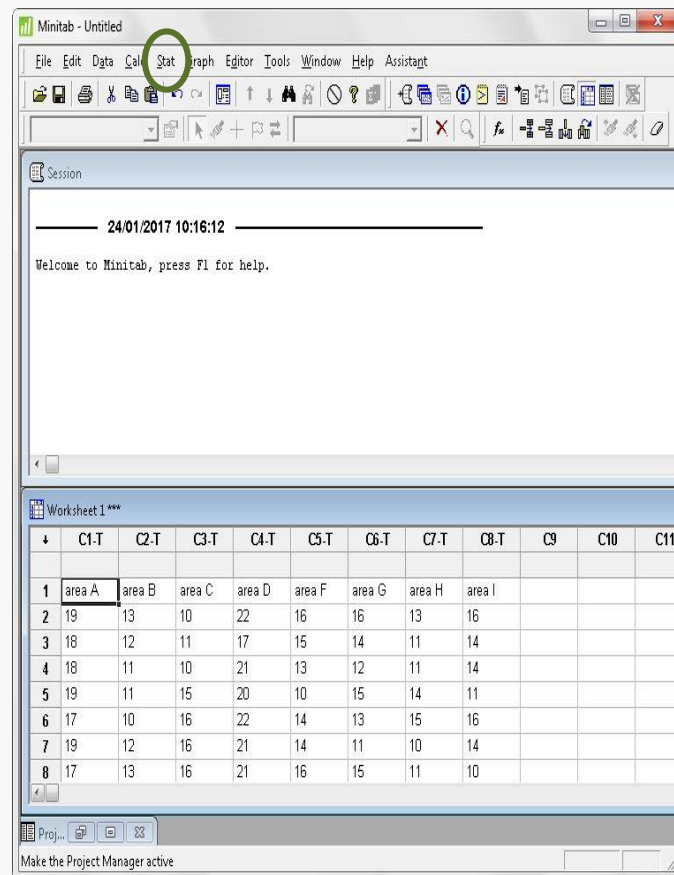 Minitab - Untitled
File Edit Data Calc Stat Graph Editor Tools Window Help Assistant
Session
24/01/2017 10:16:12
Welcome to Minitab, press F1 for help.
Worksheet 1 ***
C1-T C2-T C3-T C4-T C5-T C6-T C7-T C8-T C9 C10 C11
1 area A area B area C area D area F area G area H area I
2 19 13 10 22 16 16 13 16
3 18 12 11 17 15 14 11 14
4 18 11 10 21 13 12 11 14
5 19 11 15 20 10 15 14 11
6 17 10 16 22 14 13 15 16
7 19 12 16 21 14 11 10 14
8 17 13 16 21 16 15 11 10
Proj...
Make the Project Manager active